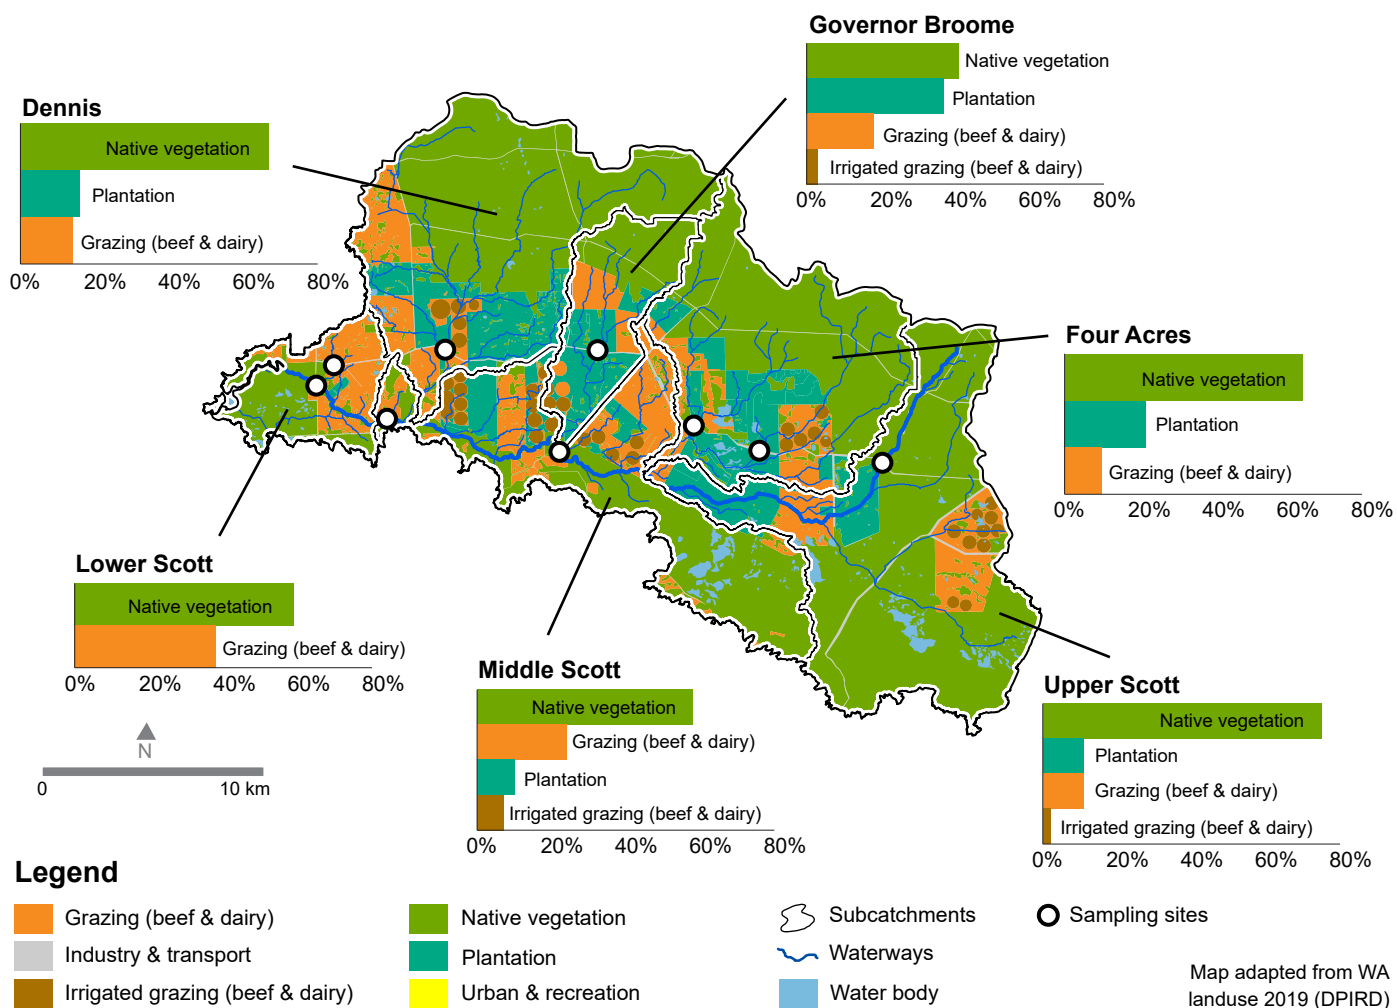 Governor Broome
Native vegetation
Plantation
Grazing (beef & dairy)
Irrigated grazing (beef & dairy)
0% 20% 40% 60% 80%
Dennis
Native vegetation
Plantation
Grazing (beef & dairy)
0% 20% 40% 60% 80%
Four Acres
Native vegetation
Plantation
Grazing (beef & dairy)
0% 20% 40% 60% 80%
Lower Scott
Native vegetation
Grazing (beef & dairy)
0% 20% 40% 60% 80%
Middle Scott
Native vegetation
Grazing (beef & dairy)
Plantation
Irrigated grazing (beef & dairy)
0% 20% 40% 60% 80%
Upper Scott
Native vegetation
Plantation
Grazing (beef & dairy)
Irrigated grazing (beef & dairy)
0% 20% 40% 60% 80%
N
0 10 km
Legend
Grazing (beef & dairy)
Industry & transport
Irrigated grazing (beef & dairy)
Native vegetation
Plantation
Urban & recreation
Subcatchments
Waterways
Water body
Sampling sites
Map adapted from WA
landuse 2019 (DPIRD)